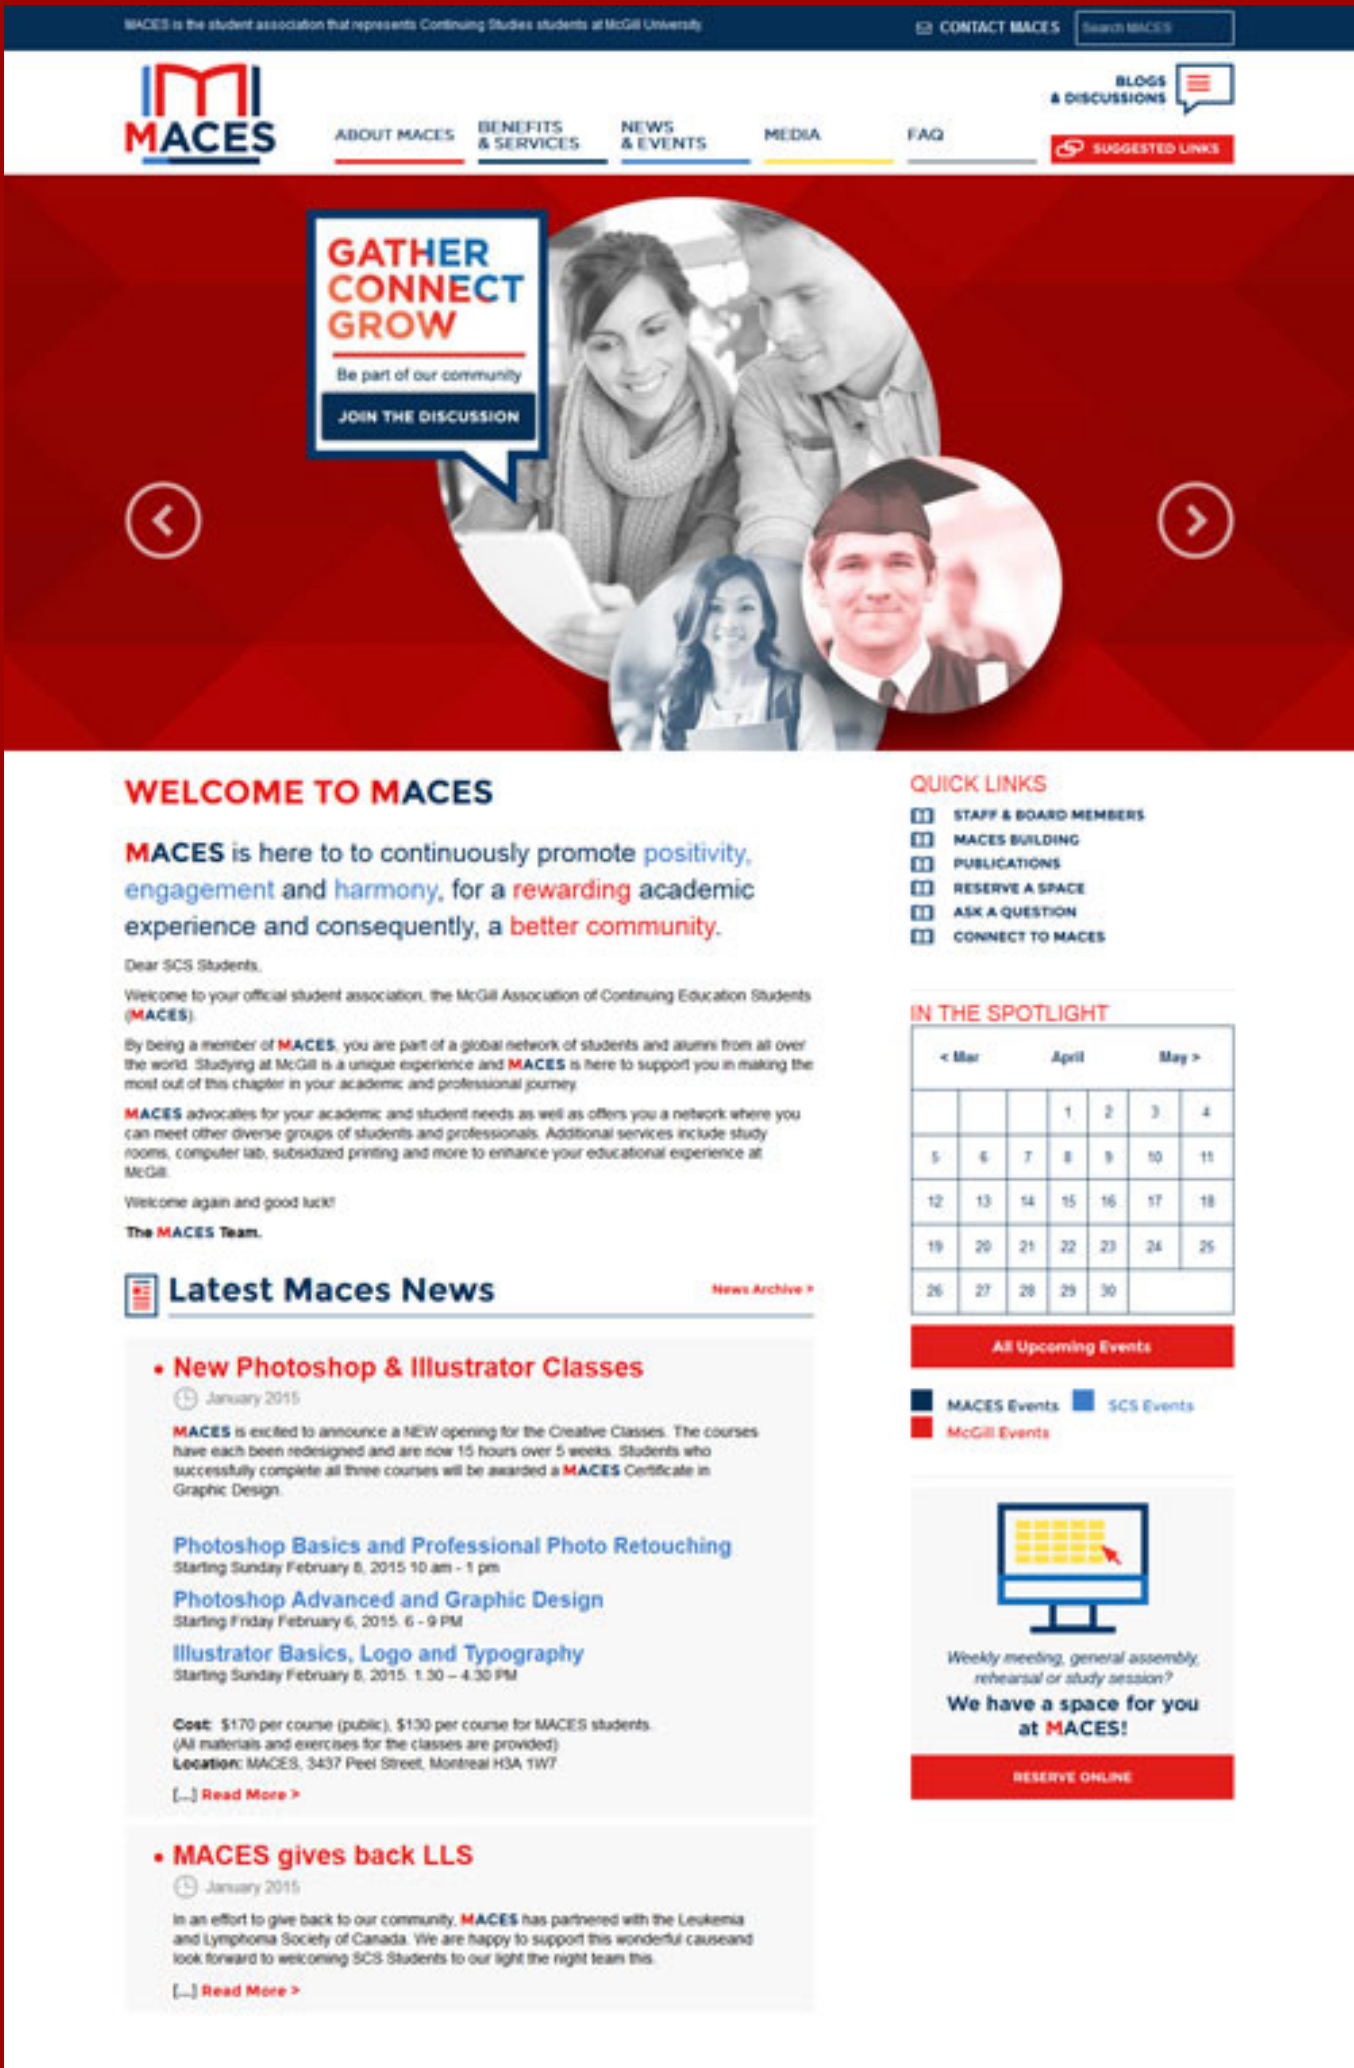 MACES is the student association that represents Continuing Studies students at McGill University
CONTACT MACES
Search MACES
MACES
ABOUT MACES
BENEFITS
& SERVICES
NEWS
& EVENTS
MEDIA
FAQ
BLOGS
& DISCUSSIONS
SUGGESTED LINKS
GATHER
CONNECT
GROW
Be part of our community
JOIN THE DISCUSSION
WELCOME TO MACES
MACES is here to to continuously promote positivity,
engagement and harmony, for a rewarding academic
experience and consequently, a better community.
Dear SCS Students,
Welcome to your official student association, the McGill Association of Continuing Education Students
(MACES).
By being a member of MACES, you are part of a global network of students and alumni from all over
the world. Studying at McGill is a unique experience and MACES is here to support you in making the
most out of this chapter in your academic and professional journey.
MACES advocates for your academic and student needs as well as offers you a network where you
can meet other diverse groups of students and professionals. Additional services include study
rooms, computer lab, subsidized printing and more to enhance your educational experience at
McGill.
Welcome again and good luck!!
The MACES Team.
Latest Maces News
News Archive >
• New Photoshop & Illustrator Classes
January 2015
MACES is excited to announce a NEW opening for the Creative Classes. The courses
have each been redesigned and are now 15 hours over 5 weeks. Students who
successfully complete all three courses will be awarded a MACES Certificate in
Graphic Design.
Photoshop Basics and Professional Photo Retouching
Starting Sunday February 8, 2015 10 am - 1 pm
Photoshop Advanced and Graphic Design
Starting Friday February 6, 2015. 6 - 9 PM
Illustrator Basics, Logo and Typography
Starting Sunday February 8, 2015. 1:30 – 4:30 PM
Cost: $170 per course (public), $130 per course for MACES students.
(All materials and exercises for the classes are provided)
Location: MACES, 3437 Peel Street, Montreal H3A 1W7
[...] Read More >
• MACES gives back LLS
January 2015
In an effort to give back to our community, MACES has partnered with the Leukemia
and Lymphoma Society of Canada. We are happy to support this wonderful causeand
look forward to welcoming SCS Students to our light the night team this.
[...] Read More >
QUICK LINKS
STAFF & BOARD MEMBERS
MACES BUILDING
PUBLICATIONS
RESERVE A SPACE
ASK A QUESTION
CONNECT TO MACES
IN THE SPOTLIGHT
< Mar April May >
1 2 3 4
5 6 7 8 9 10 11
12 13 14 15 16 17 18
19 20 21 22 23 24 25
26 27 28 29 30
All Upcoming Events
MACES Events SCS Events
McGill Events
Weekly meeting, general assembly,
rehearsal or study session?
We have a space for you
at MACES!
RESERVE ONLINE